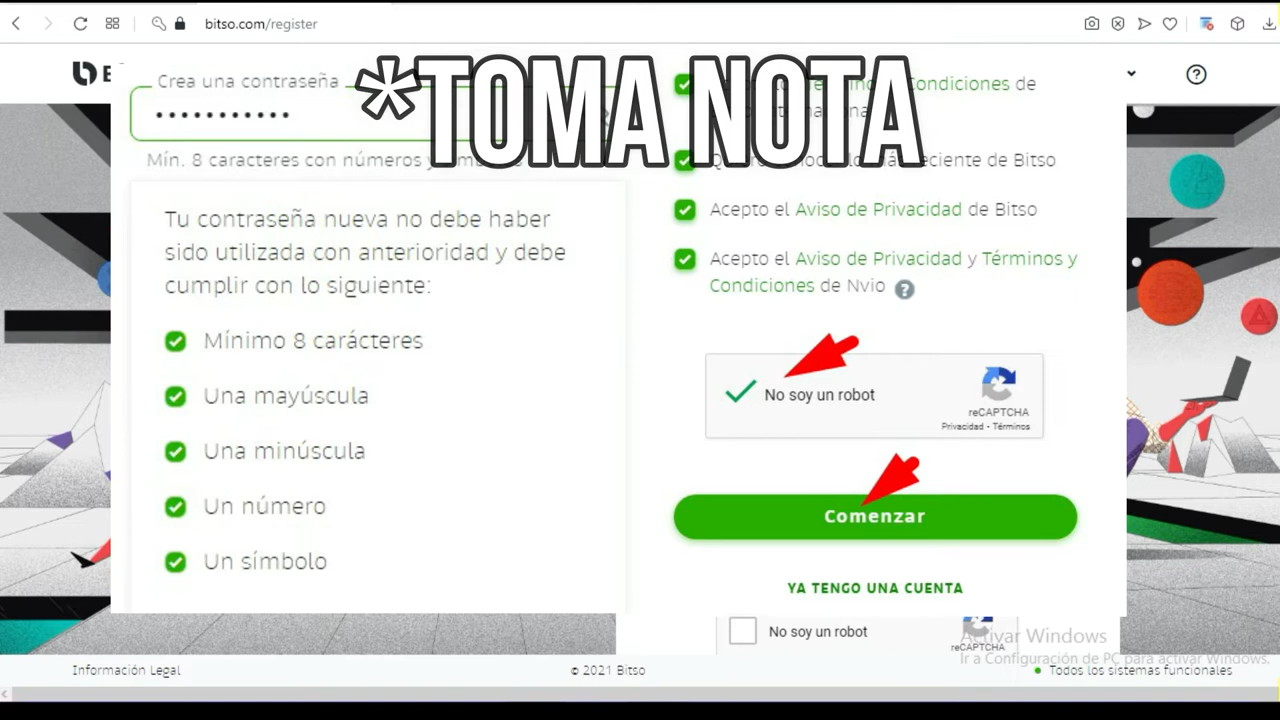 bitso.com/register
*TOMA NOTA
Crea una contraseña
•••••••••••
Mín. 8 caracteres con números y
Tu contraseña nueva no debe haber
sido utilizada con anterioridad y debe
cumplir con lo siguiente:
Mínimo 8 carácteres
Una mayúscula
Una minúscula
Un número
Un símbolo
Condiciones de
reciente de Bitso
Acepto el Aviso de Privacidad de Bitso
Acepto el Aviso de Privacidad y Términos y
Condiciones de Nvio ?
No soy un robot
reCAPTCHA
Privacidad - Términos
Comenzar
YA TENGO UNA CUENTA
No soy un robot
reCAPTCHA
Activar Windows
Ir a Configuración de PC para activar Windows.
Información Legal
© 2021 Bitso
Todos los sistemas funcionales